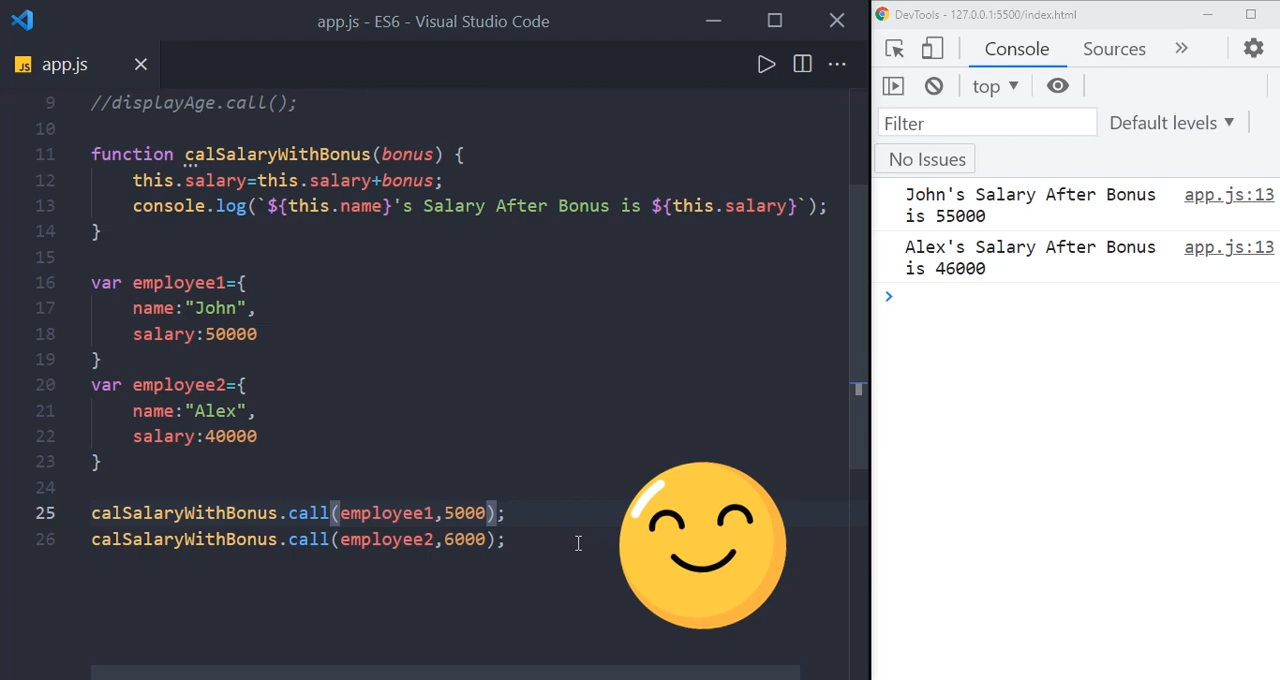 app.js - ES6 - Visual Studio Code
JS app.js
9 //displayAge.call();
10
11 function calSalaryWithBonus(bonus) {
12 this.salary=this.salary+bonus;
13 console.log(`${this.name}'s Salary After Bonus is ${this.salary}`);
14 }
15
16 var employee1={
17 name:"John",
18 salary:50000
19 }
20 var employee2={
21 name:"Alex",
22 salary:40000
23 }
24
25 calSalaryWithBonus.call(employee1,5000);
26 calSalaryWithBonus.call(employee2,6000);
DevTools - 127.0.0.1:5500/index.html
Console Sources »
top
Filter Default levels
No Issues
John's Salary After Bonus app.js:13
is 55000
Alex's Salary After Bonus app.js:13
is 46000